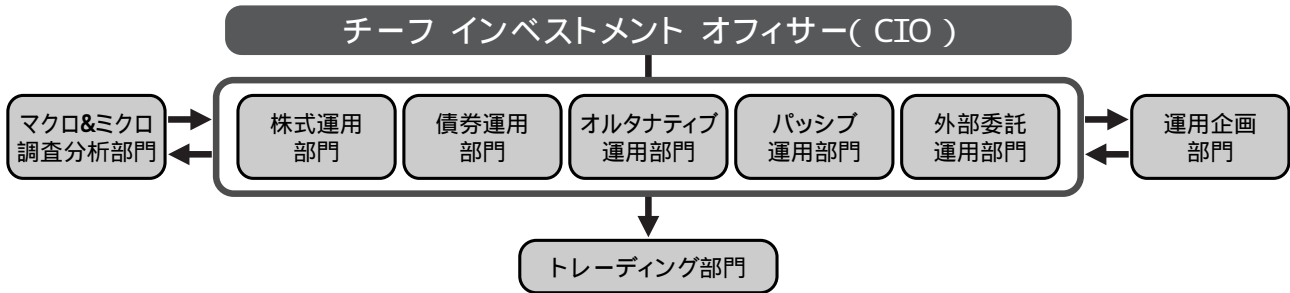 チーフ インベストメント オフィサー( CIO )
マクロ&ミクロ
調査分析部門
株式運用
部門
債券運用
部門
オルタナティブ
運用部門
パッシブ
運用部門
外部委託
運用部門
運用企画
部門
トレーディング部門